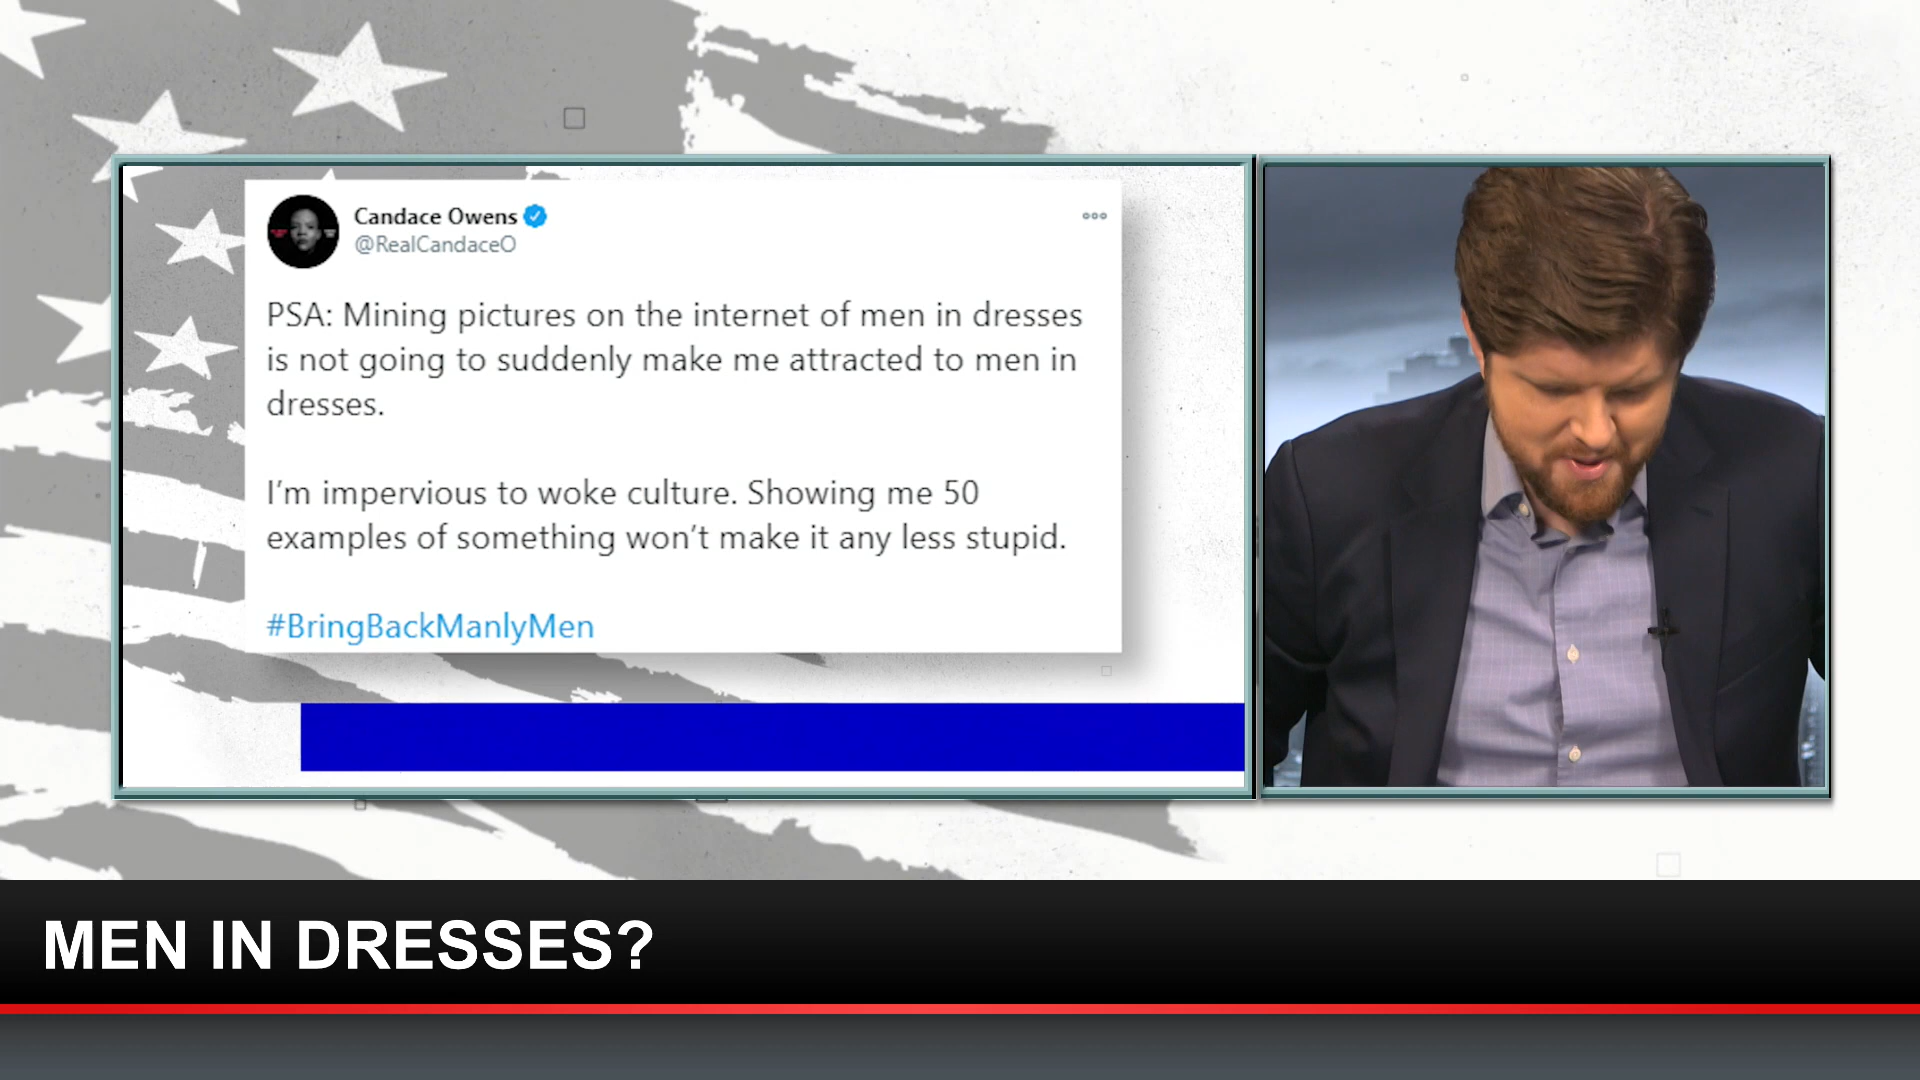 Candace Owens
@RealCandaceO
PSA: Mining pictures on the internet of men in dresses
is not going to suddenly make me attracted to men in
dresses.
I'm impervious to woke culture. Showing me 50
examples of something won't make it any less stupid.
#BringBackManlyMen
MEN IN DRESSES?